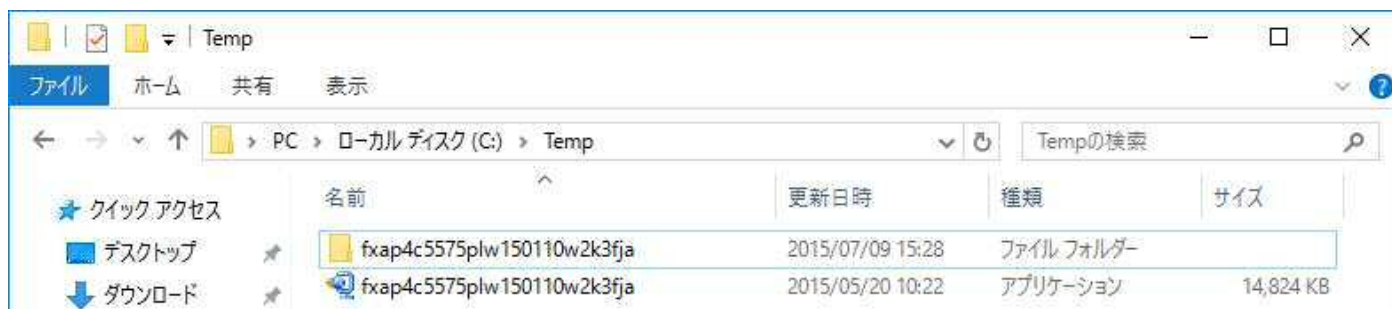 Temp
ファイル ホーム 共有 表示
PC > ローカル ディスク (C:) > Temp Tempの検索
クイック アクセス 名前 更新日時 種類 サイズ
デスクトップ fxap4c5575plw150110w2k3fja 2015/07/09 15:28 ファイル フォルダー
ダウンロード fxap4c5575plw150110w2k3fja 2015/05/20 10:22 アプリケーション 14,824 KB